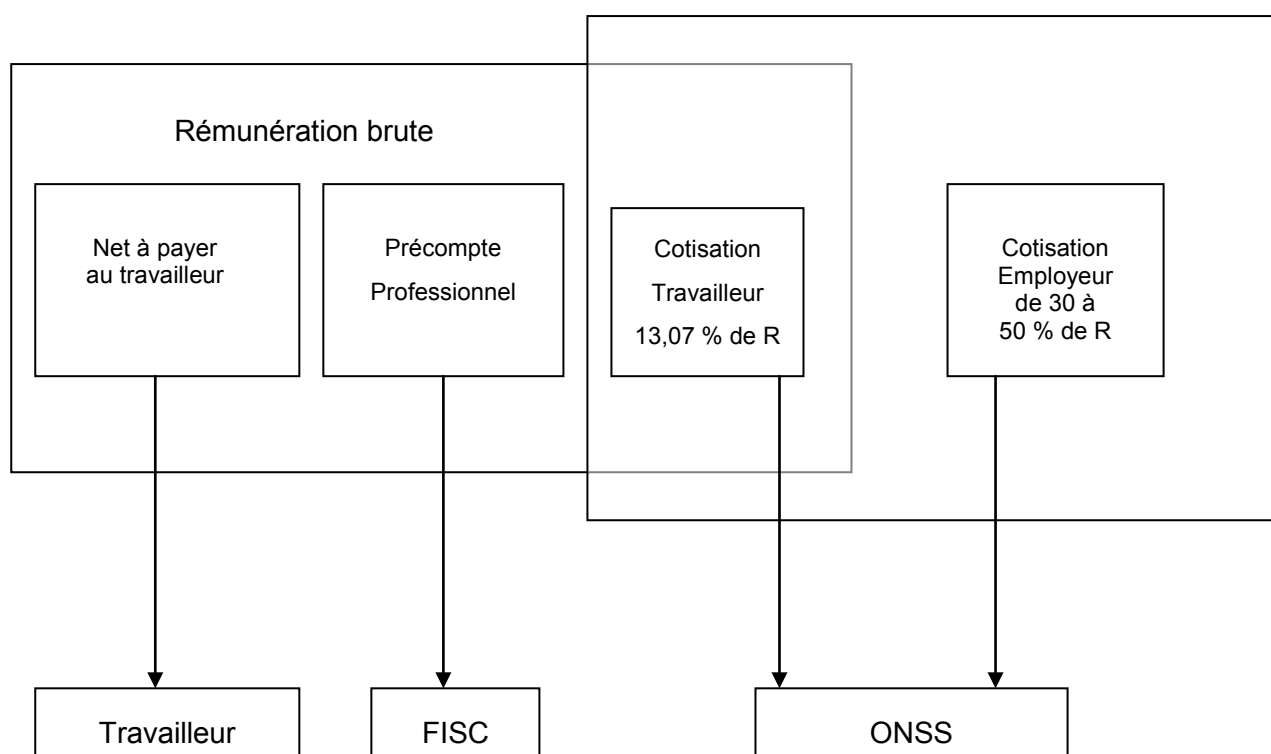 Rémunération brute
Net à payer
au travailleur
Précompte
Professionnel
Cotisation
Travailleur
13,07 % de R
Cotisation
Employeur
de 30 à
50 % de R
Travailleur
FISC
ONSS